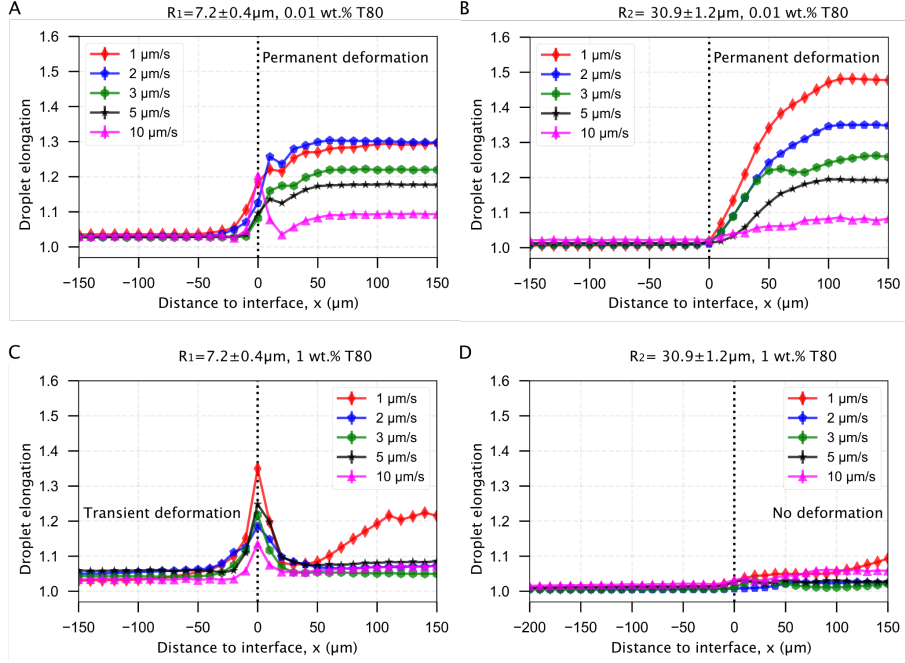 A
R1=7.2±0.4µm, 0.01 wt.% T80
1.6
1.5
1.4
1.3
1.2
1.1
1.0
Droplet elongation
1 µm/s
2 µm/s
3 µm/s
5 µm/s
10 µm/s
Permanent deformation
−150
−100
−50
0
50
100
150
Distance to interface, x (µm)
B
R2= 30.9±1.2µm, 0.01 wt.% T80
1.6
1.5
1.4
1.3
1.2
1.1
1.0
Droplet elongation
1 µm/s
2 µm/s
3 µm/s
5 µm/s
10 µm/s
Permanent deformation
−150
−100
−50
0
50
100
150
Distance to interface, x (µm)
C
R1=7.2±0.4µm, 1 wt.% T80
1.6
1.5
1.4
1.3
1.2
1.1
1.0
Droplet elongation
1 µm/s
2 µm/s
3 µm/s
5 µm/s
10 µm/s
Transient deformation
−150
−100
−50
0
50
100
150
Distance to interface, x (µm)
D
R2= 30.9±1.2µm, 1 wt.% T80
1.6
1.5
1.4
1.3
1.2
1.1
1.0
Droplet elongation
1 µm/s
2 µm/s
3 µm/s
5 µm/s
10 µm/s
No deformation
−200
−150
−100
−50
0
50
100
150
Distance to interface, x (µm)